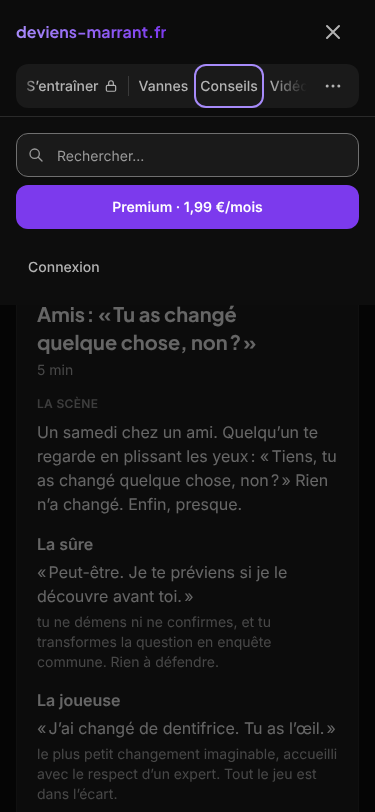 deviens-marrant.fr
S'entraîner
Vannes
Conseils
Vidéo
Rechercher...
Premium · 1,99 €/mois
Connexion
Amis : « Tu as changé
quelque chose, non ? »
5 min
LA SCÈNE
Un samedi chez un ami. Quelqu'un te
regarde en plissant les yeux : « Tiens, tu
as changé quelque chose, non ? » Rien
n'a changé. Enfin, presque.
La sûre
« Peut-être. Je te préviens si je le
découvre avant toi. »
tu ne démens ni ne confirmes, et tu
transformes la question en enquête
commune. Rien à défendre.
La joueuse
« J'ai changé de dentifrice. Tu as l'œil. »
le plus petit changement imaginable, accueilli
avec le respect d'un expert. Tout le jeu est
dans l'écart.